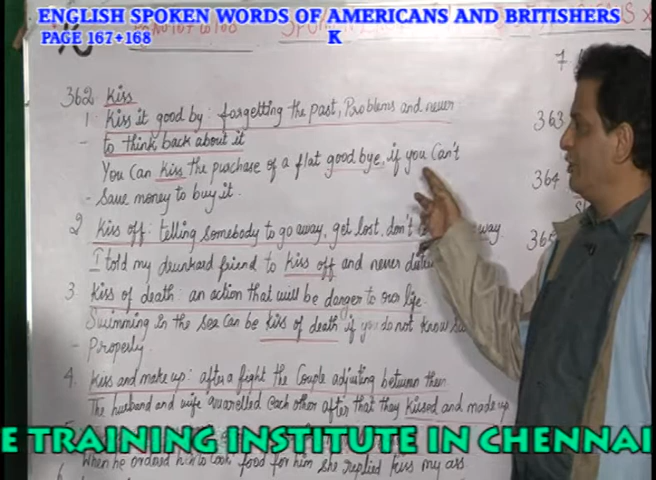 ENGLISH SPOKEN WORDS OF AMERICANS AND BRITISHERS
PAGE 167+168 K
7
362 Kiss
1. Kiss it good by: forgetting the past, Problems and never
- to think back about it
You can kiss the purchase of a flat good bye, if you can't
- save money to buy it.
2 Kiss off: telling somebody to go away, get lost, don't way
I told my drunkard friend to kiss off and never
3. Kiss of death: an action that will be danger to our life.
Swimming in the sea can be kiss of death if you do not know
- Properly.
4. Kiss and make up: after a fight the couple adjusting between them
The husband and wife quarelled each other after that they kissed and made up
5
When he ordered him to cook food for him she replied kiss my ass
6
363
364
365
E TRAINING INSTITUTE IN CHENNAI